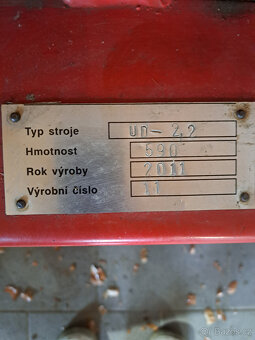 Typ stroje UN-2,2
Hmotnost 590
Rok výroby 2011
Výrobní číslo 11